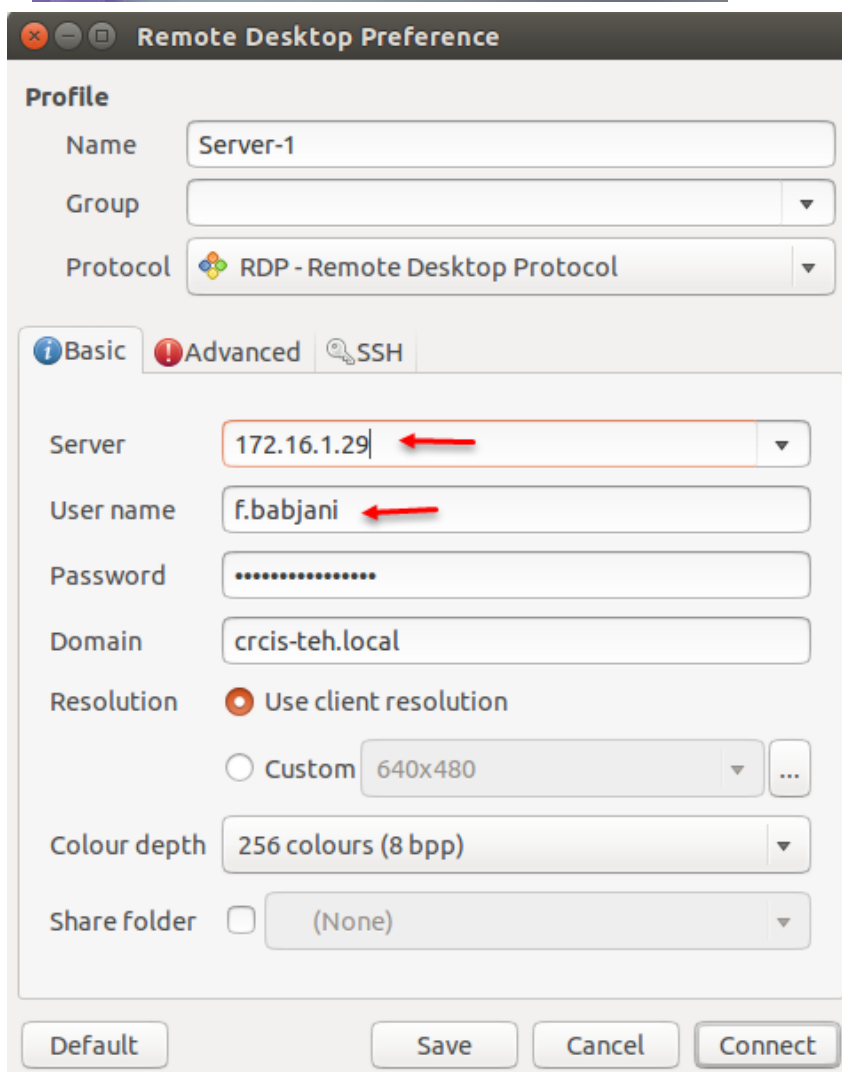 Remote Desktop Preference
Profile
Name Server-1
Group
Protocol RDP - Remote Desktop Protocol
Basic Advanced SSH
Server 172.16.1.29
User name f.babjani
Password ••••••••••••••••
Domain crcis-teh.local
Resolution Use client resolution
Custom 640x480 ...
Colour depth 256 colours (8 bpp)
Share folder (None)
Default Save Cancel Connect